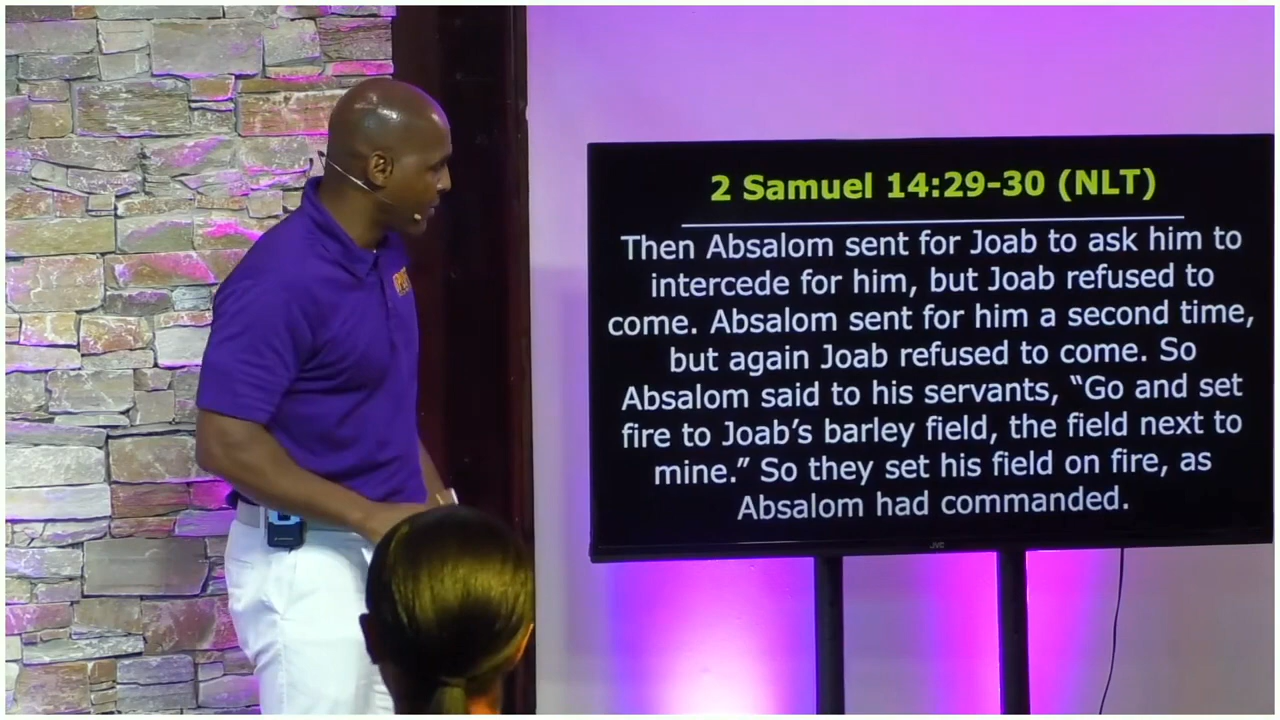 2 Samuel 14:29-30 (NLT)
Then Absalom sent for Joab to ask him to
intercede for him, but Joab refused to
come. Absalom sent for him a second time,
but again Joab refused to come. So
Absalom said to his servants, “Go and set
fire to Joab’s barley field, the field next to
mine.” So they set his field on fire, as
Absalom had commanded.
JVC